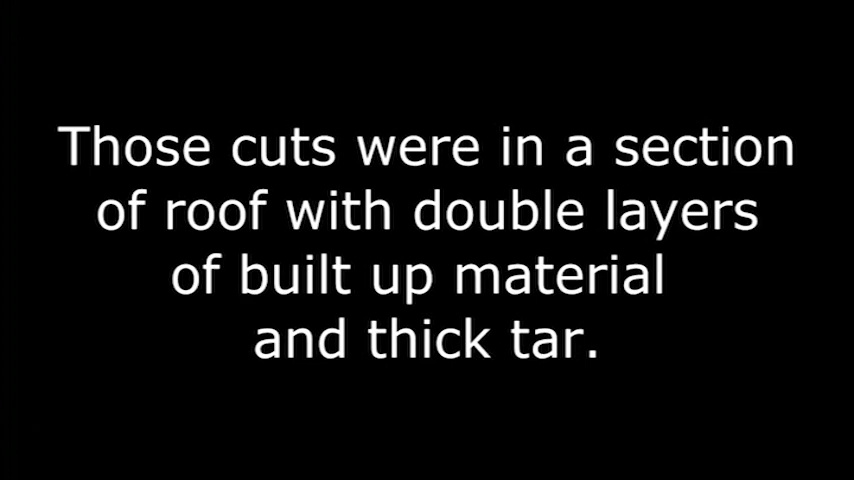 Those cuts were in a section
of roof with double layers
of built up material
and thick tar.